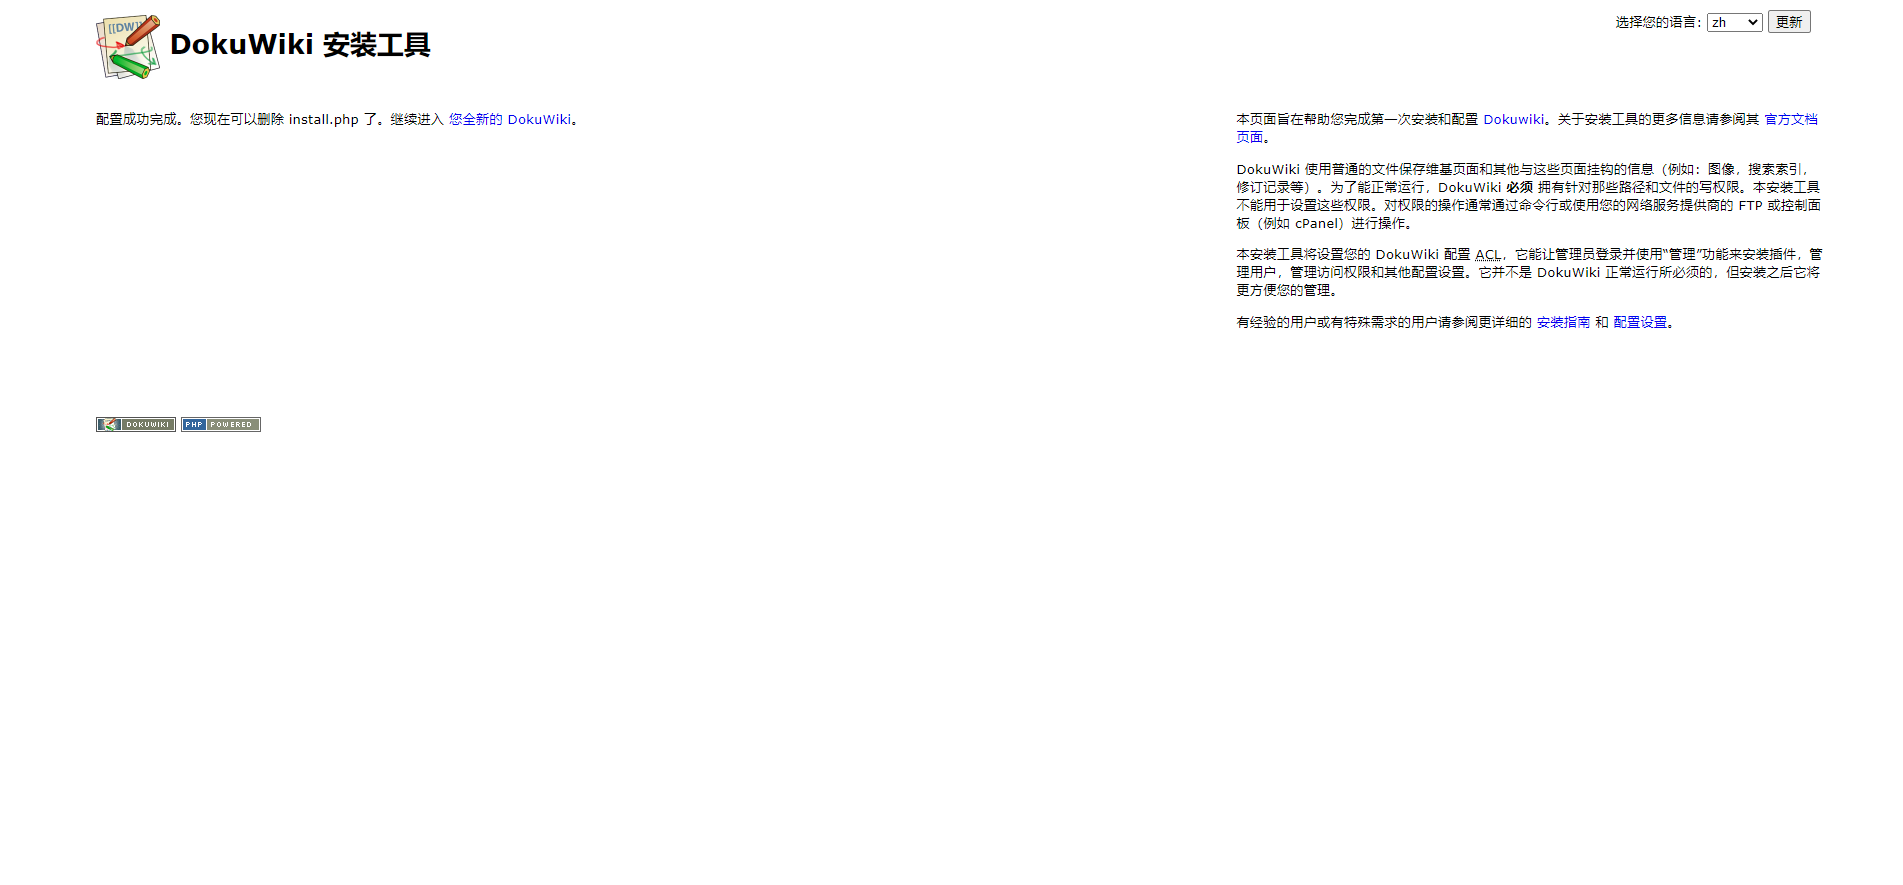 [[DW]]
DokuWiki 安装工具
选择您的语言： zh 更新
配置成功完成。您现在可以删除 install.php 了。继续进入 您全新的 DokuWiki。
本页面旨在帮助您完成第一次安装和配置 Dokuwiki。关于安装工具的更多信息请参阅其 官方文档
页面。
DokuWiki 使用普通的文件保存维基页面和其他与这些页面挂钩的信息（例如：图像，搜索索引，
修订记录等）。为了能正常运行，DokuWiki 必须 拥有针对那些路径和文件的写权限。本安装工具
不能用于设置这些权限。对权限的操作通常通过命令行或使用您的网络服务提供商的 FTP 或控制面
板（例如 cPanel）进行操作。
本安装工具将设置您的 DokuWiki 配置 ACL，它能让管理员登录并使用“管理”功能来安装插件，管
理用户，管理访问权限和其他配置设置。它并不是 DokuWiki 正常运行所必须的，但安装之后它将
更方便您的管理。
有经验的用户或有特殊需求的用户请参阅更详细的 安装指南 和 配置设置。
DOKUWIKI PHP POWERED